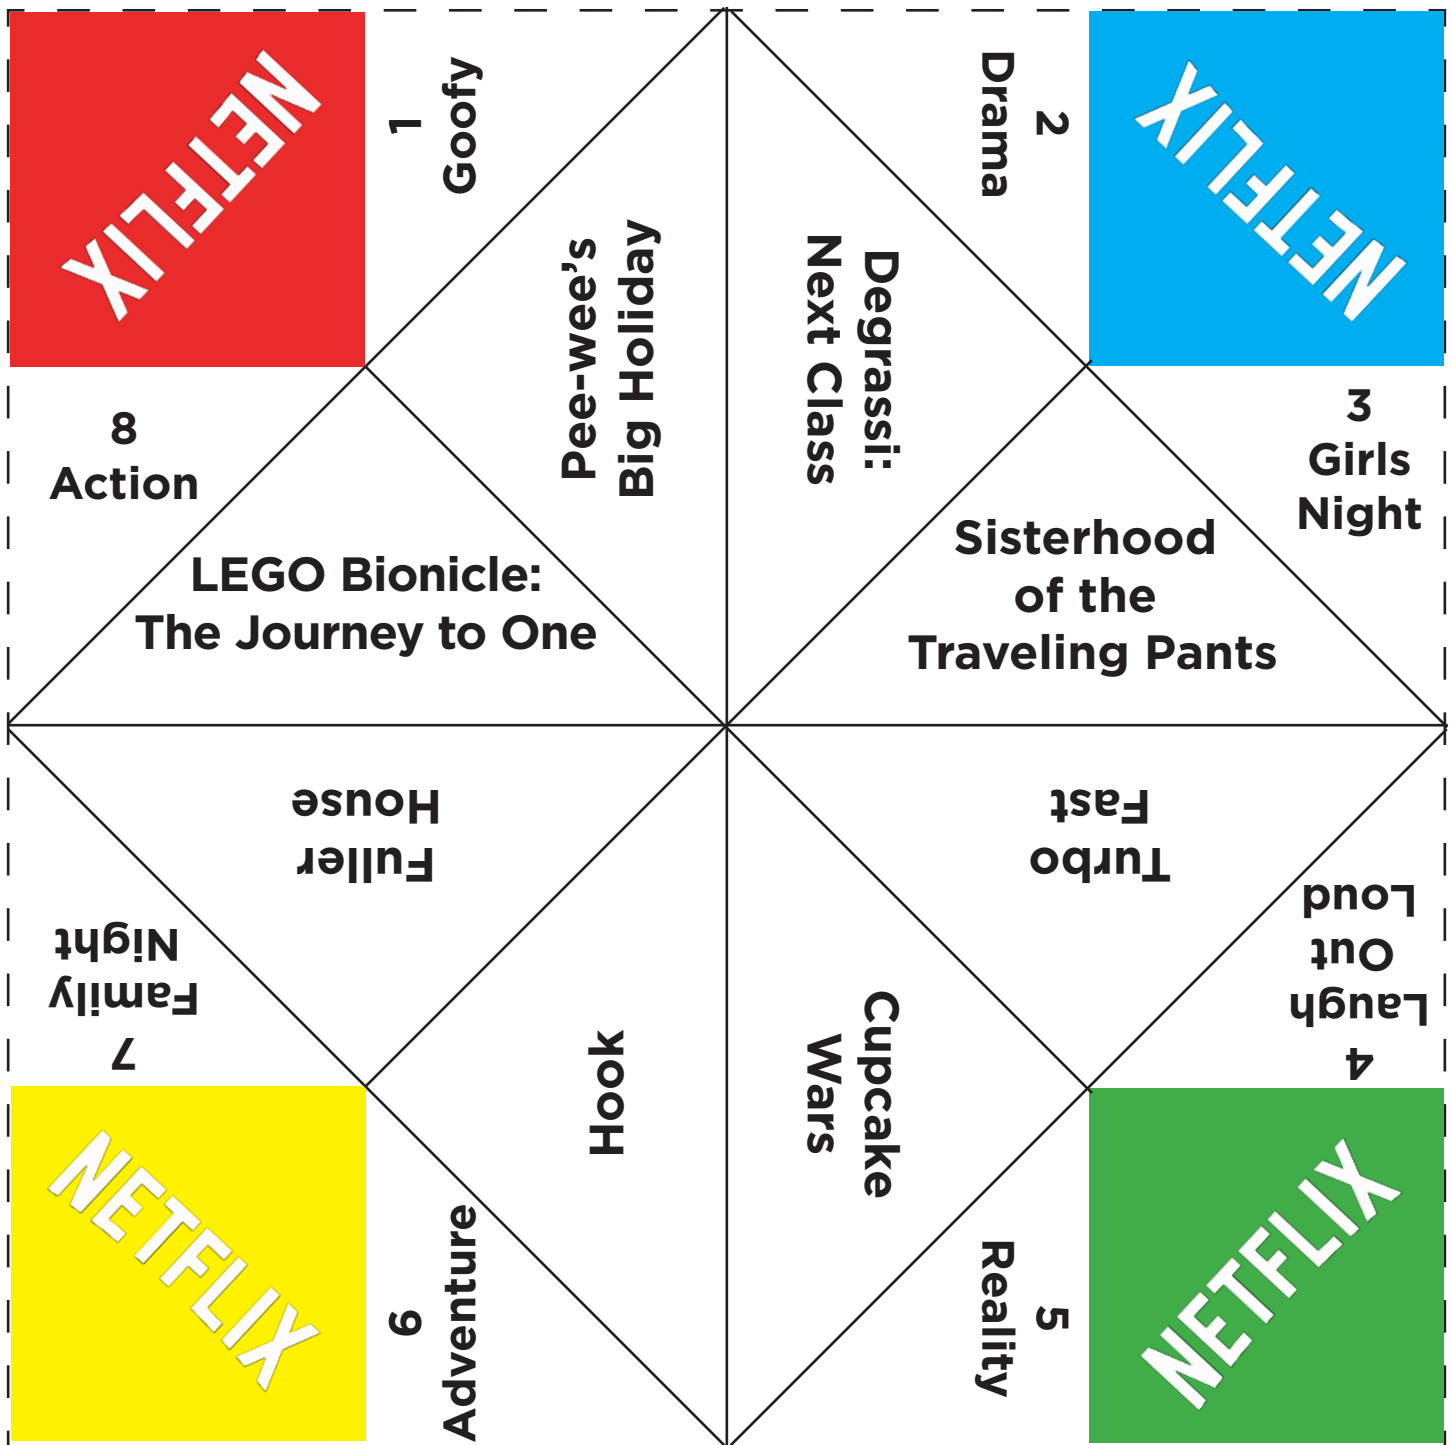 NETFLIX
1
Goofy
Pee-wee's
Big Holiday
2
Drama
Degrassi:
Next Class
NETFLIX
3
Girls
Night
Sisterhood
of the
Traveling Pants
4
Laugh
Out
Loud
Turbo
Fast
NETFLIX
5
Reality
Cupcake
Wars
6
Adventure
Hook
NETFLIX
7
Family
Night
Fuller
House
8
Action
LEGO Bionicle:
The Journey to One